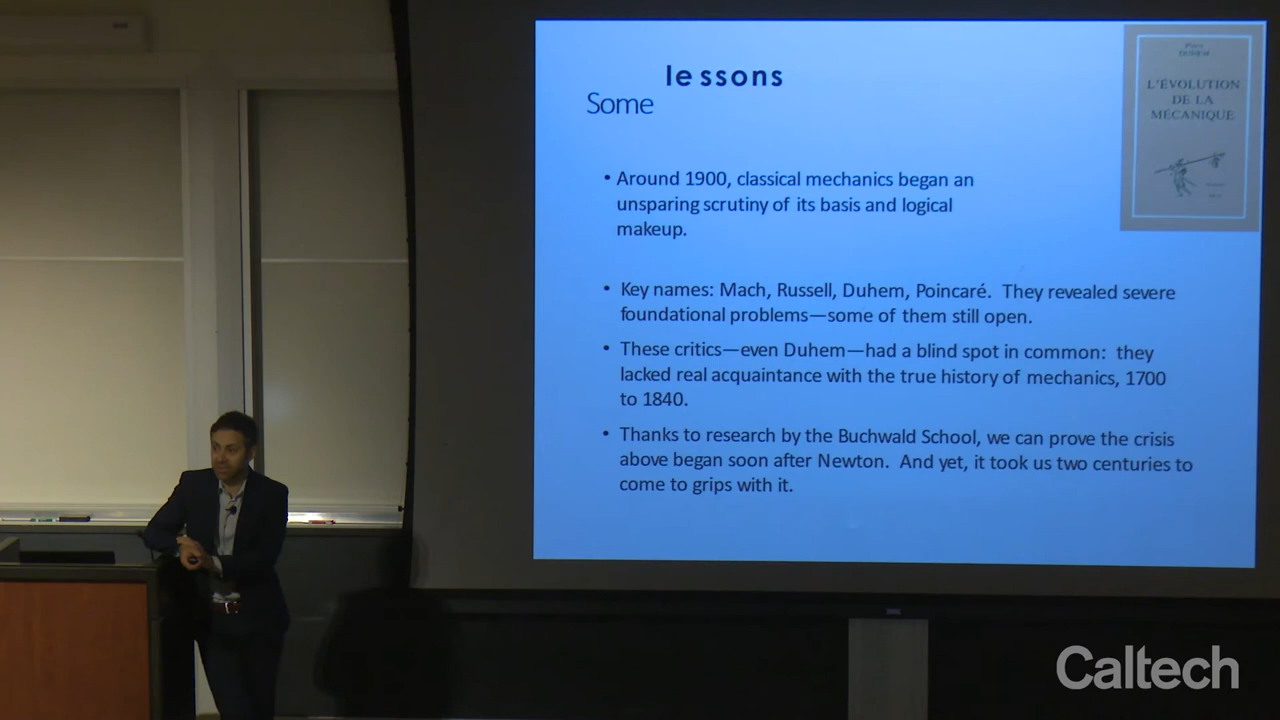 lessons
Some
• Around 1900, classical mechanics began an
unsparing scrutiny of its basis and logical
makeup.
• Key names: Mach, Russell, Duhem, Poincaré. They revealed severe
foundational problems—some of them still open.
• These critics—even Duhem—had a blind spot in common: they
lacked real acquaintance with the true history of mechanics, 1700
to 1840.
• Thanks to research by the Buchwald School, we can prove the crisis
above began soon after Newton. And yet, it took us two centuries to
come to grips with it.
DUHEM
L'ÉVOLUTION
DE LA
MÉCANIQUE
Caltech